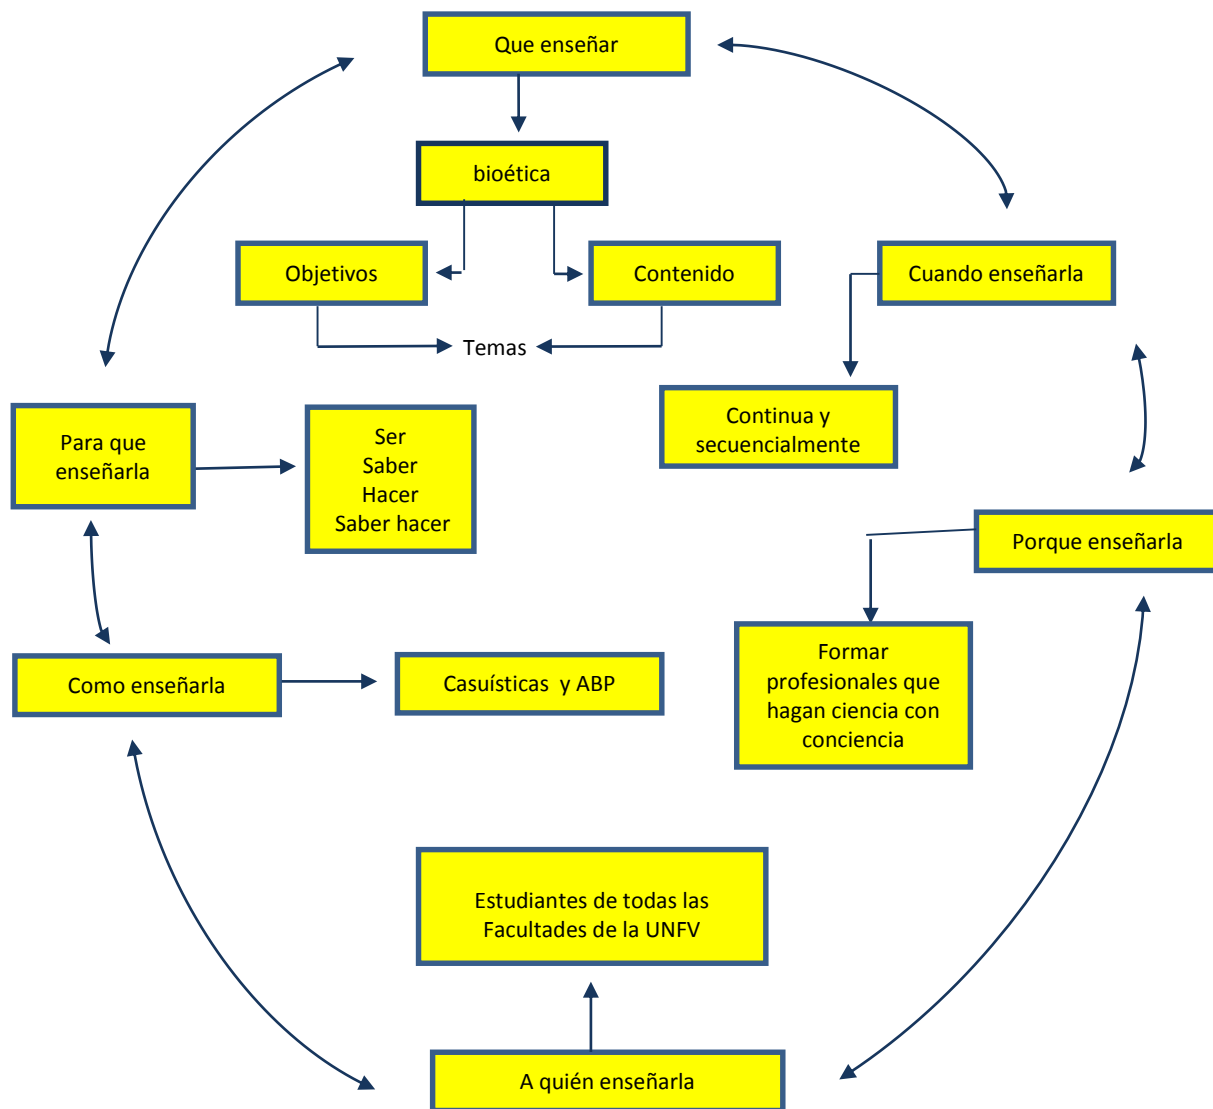 Que enseñar
bioética
Objetivos
Contenido
Cuando enseñarla
Temas
Continua y
secuencialmente
Para que
enseñarla
Ser
Saber
Hacer
Saber hacer
Porque enseñarla
Formar
profesionales que
hagan ciencia con
conciencia
Como enseñarla
Casuísticas y ABP
Estudiantes de todas las
Facultades de la UNFV
A quién enseñarla